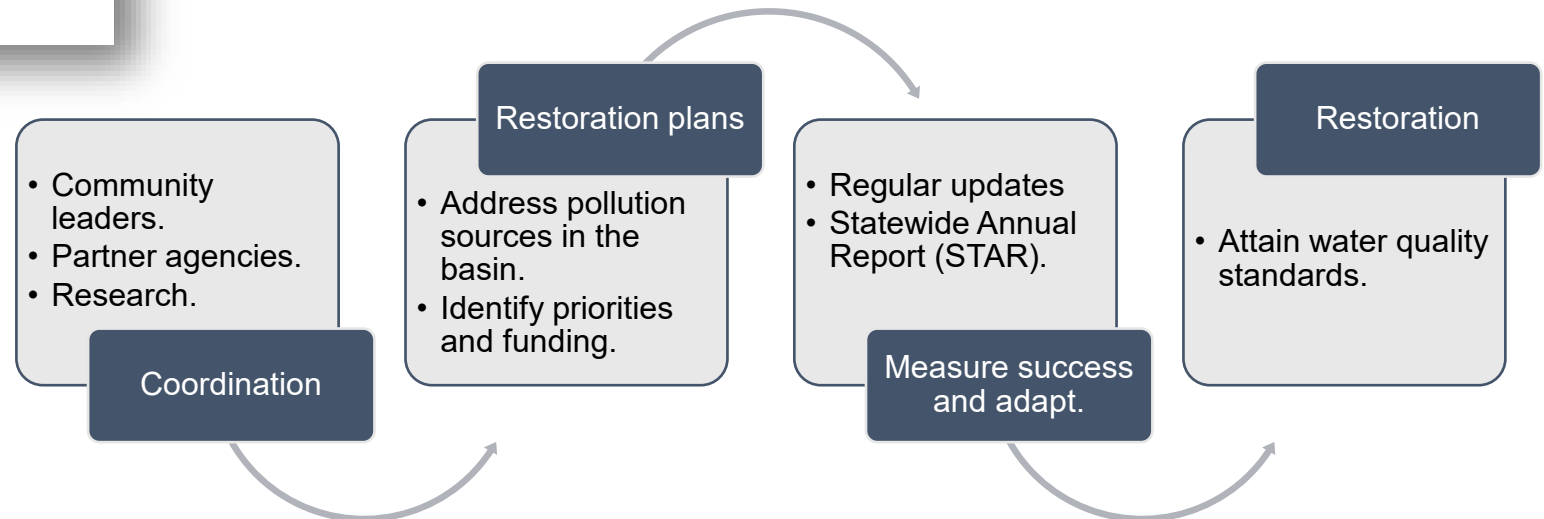 • Community
leaders.
• Partner agencies.
• Research.
Coordination
Restoration plans
• Address pollution
sources in the
basin.
• Identify priorities
and funding.
• Regular updates
• Statewide Annual
Report (STAR).
Measure success
and adapt.
Restoration
• Attain water quality
standards.